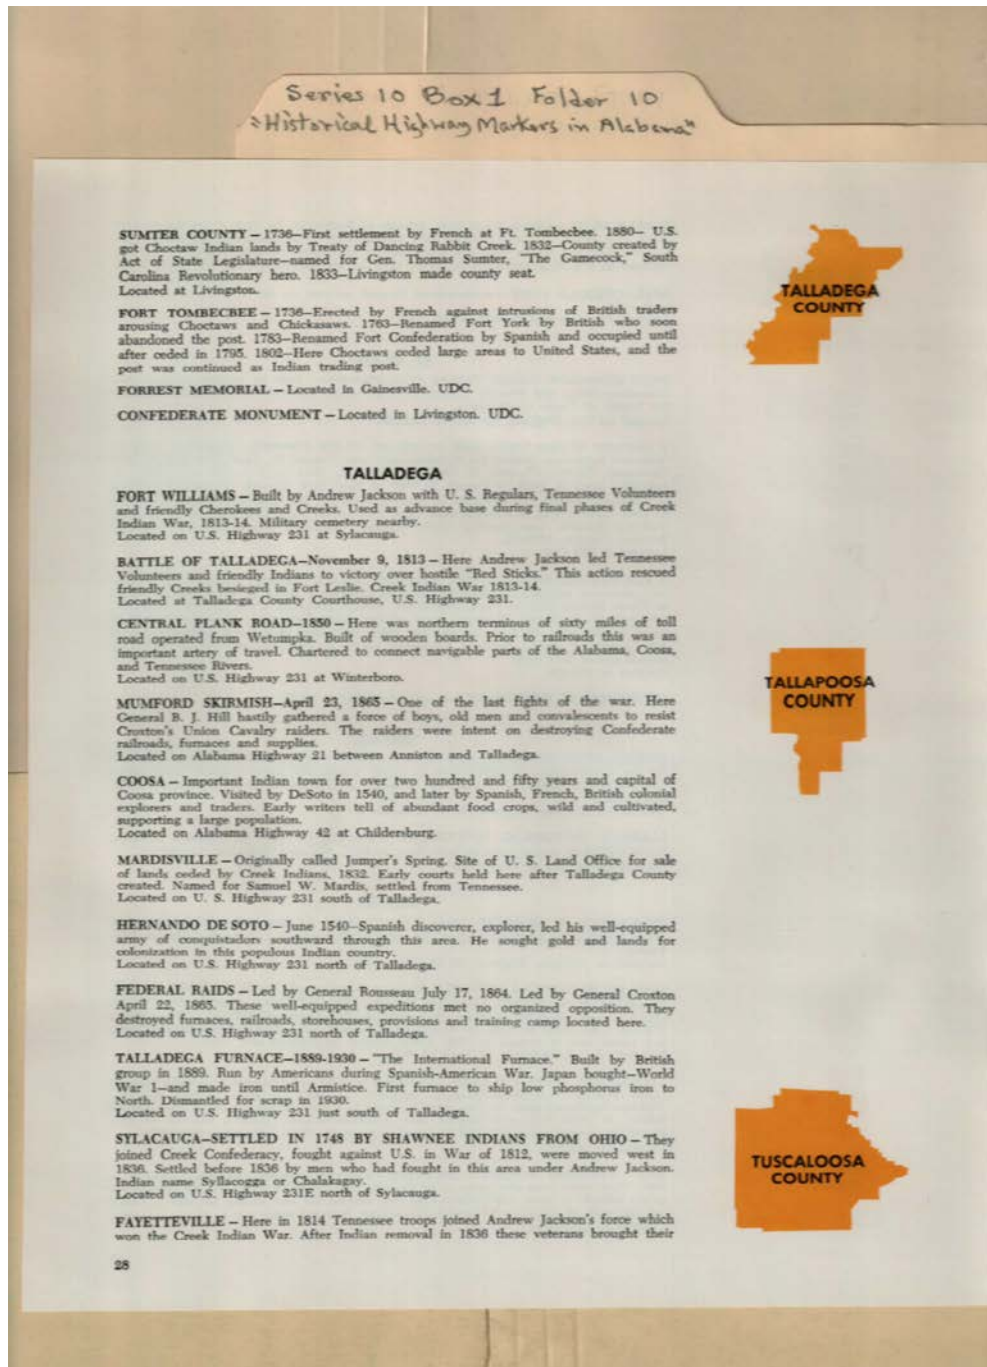 Series 10 Box 1 Folder 10
"Historical Highway Markers in Alabama"
SUMTER COUNTY – 1736–First settlement by French at Ft. Tombecbee. 1880– U.S.
got Choctaw Indian lands by Treaty of Dancing Rabbit Creek. 1832–County created by
Act of State Legislature–named for Gen. Thomas Sumter, "The Gamecock," South
Carolina Revolutionary hero. 1833–Livingston made county seat.
Located at Livingston.
FORT TOMBECBEE – 1736–Erected by French against intrusions of British traders
arousing Choctaws and Chickasaws. 1763–Renamed Fort York by British who soon
abandoned the post. 1783–Renamed Fort Confederation by Spanish and occupied until
after ceded in 1795. 1802–Here Choctaws ceded large areas to United States, and the
post was continued as Indian trading post.
FORREST MEMORIAL – Located in Gainesville. UDC.
CONFEDERATE MONUMENT – Located in Livingston. UDC.
TALLADEGA
FORT WILLIAMS – Built by Andrew Jackson with U. S. Regulars, Tennessee Volunteers
and friendly Cherokees and Creeks. Used as advance base during final phases of Creek
Indian War, 1813-14. Military cemetery nearby.
Located on U.S. Highway 231 at Sylacauga.
BATTLE OF TALLADEGA–November 9, 1813 – Here Andrew Jackson led Tennessee
Volunteers and friendly Indians to victory over hostile "Red Sticks." This action rescued
friendly Creeks besieged in Fort Leslie. Creek Indian War 1813-14.
Located at Talladega County Courthouse, U.S. Highway 231.
CENTRAL PLANK ROAD–1850 – Here was northern terminus of sixty miles of toll
road operated from Wetumpka. Built of wooden boards. Prior to railroads this was an
important artery of travel. Chartered to connect navigable parts of the Alabama, Coosa,
and Tennessee Rivers.
Located on U.S. Highway 231 at Winterboro.
MUMFORD SKIRMISH–April 23, 1865 – One of the last fights of the war. Here
General B. J. Hill hastily gathered a force of boys, old men and convalescents to resist
Croxton's Union Cavalry raiders. The raiders were intent on destroying Confederate
railroads, furnaces and supplies.
Located on Alabama Highway 21 between Anniston and Talladega.
COOSA – Important Indian town for over two hundred and fifty years and capital of
Coosa province. Visited by DeSoto in 1540, and later by Spanish, French, British colonial
explorers and traders. Early writers tell of abundant food crops, wild and cultivated,
supporting a large population.
Located on Alabama Highway 42 at Childersburg.
MARDISVILLE – Originally called Jumper's Spring. Site of U. S. Land Office for sale
of lands ceded by Creek Indians, 1832. Early courts held here after Talladega County
created. Named for Samuel W. Mardis, settled from Tennessee.
Located on U. S. Highway 231 south of Talladega.
HERNANDO DE SOTO – June 1540–Spanish discoverer, explorer, led his well-equipped
army of conquistadors southward through this area. He sought gold and lands for
colonization in this populous Indian country.
Located on U.S. Highway 231 north of Talladega.
FEDERAL RAIDS – Led by General Rousseau July 17, 1864. Led by General Croxton
April 22, 1865. These well-equipped expeditions met no organized opposition. They
destroyed furnaces, railroads, storehouses, provisions and training camp located here.
Located on U.S. Highway 231 north of Talladega.
TALLADEGA FURNACE–1889-1930 – "The International Furnace." Built by British
group in 1889. Run by Americans during Spanish-American War. Japan bought–World
War 1–and made iron until Armistice. First furnace to ship low phosphorus iron to
North. Dismantled for scrap in 1930.
Located on U.S. Highway 231 just south of Talladega.
SYLACAUGA–SETTLED IN 1748 BY SHAWNEE INDIANS FROM OHIO – They
joined Creek Confederacy, fought against U.S. in War of 1812, were moved west in
1836. Settled before 1836 by men who had fought in this area under Andrew Jackson.
Indian name Syllacogga or Chalakagay.
Located on U.S. Highway 231E north of Sylacauga.
FAYETTEVILLE – Here in 1814 Tennessee troops joined Andrew Jackson's force which
won the Creek Indian War. After Indian removal in 1836 these veterans brought their
28
TALLADEGA
COUNTY
TALLAPOOSA
COUNTY
TUSCALOOSA
COUNTY